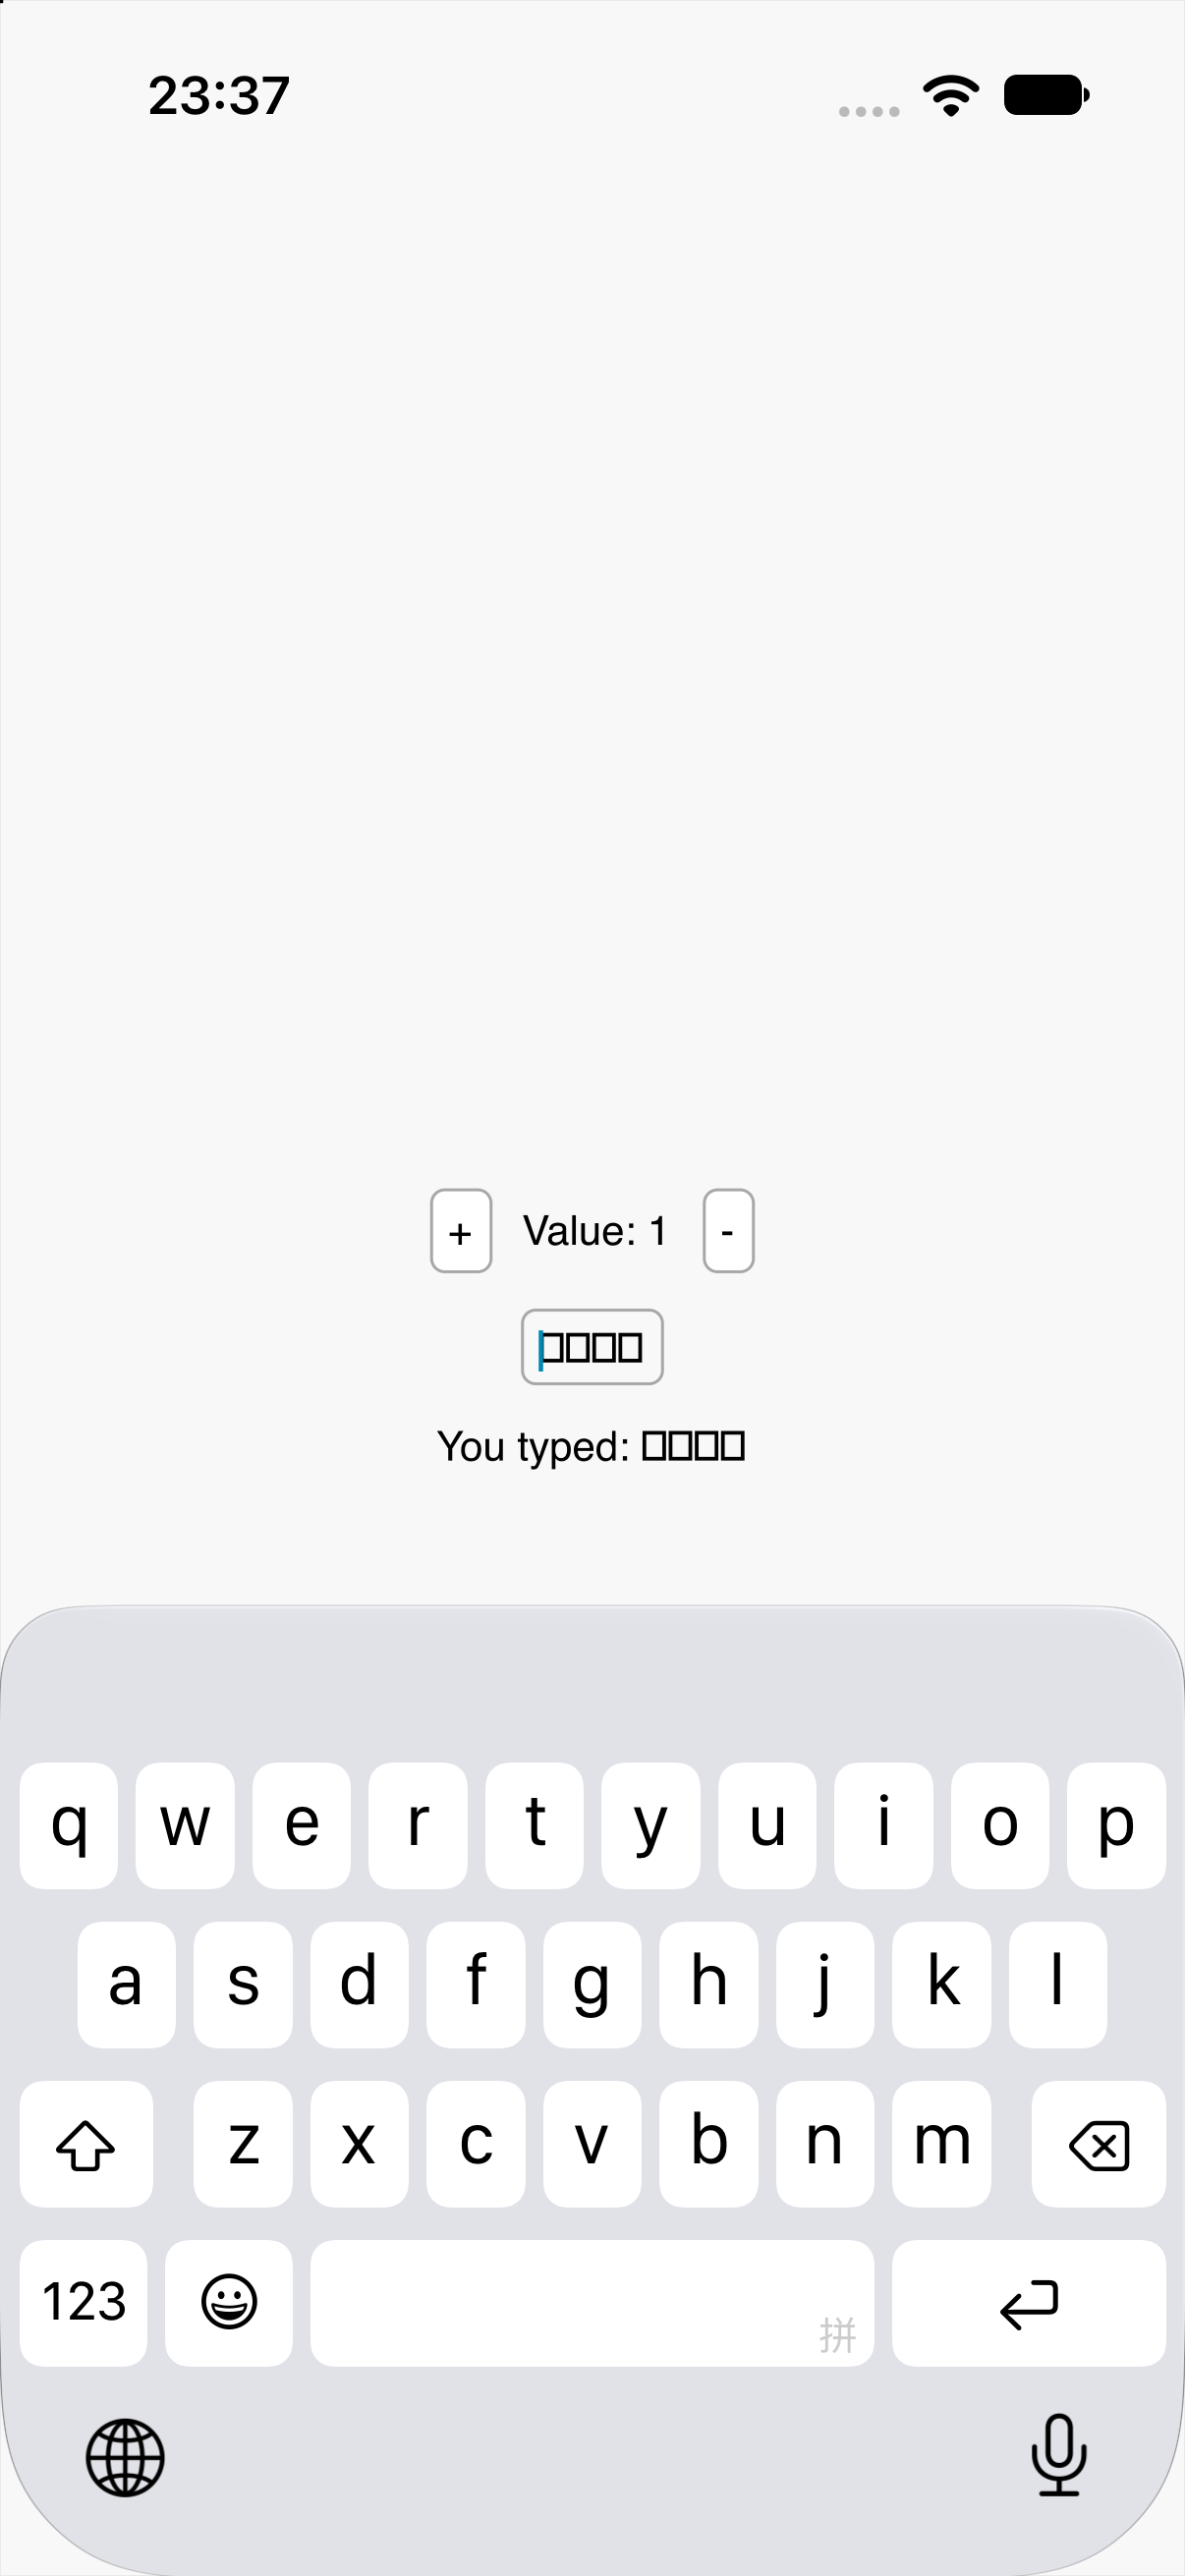 23:37
+ Value: 1 -
You typed:
q w e r t y u i o p
a s d f g h j k l
z x c v b n m
123
拼